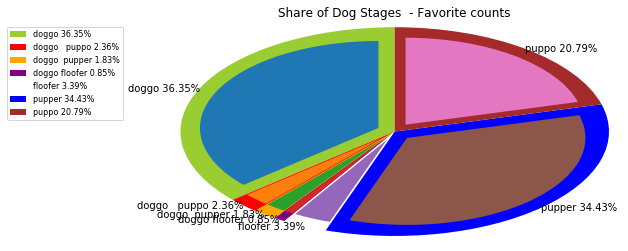 Share of Dog Stages  - Favorite counts
doggo 36.35%
doggo   puppo 2.36%
doggo  pupper 1.83%
doggo floofer 0.85%
floofer 3.39%
pupper 34.43%
puppo 20.79%
puppo 20.79%
doggo 36.35%
doggo   puppo 2.36%
doggo  pupper 1.83%
doggo floofer 0.85%
floofer 3.39%
pupper 34.43%